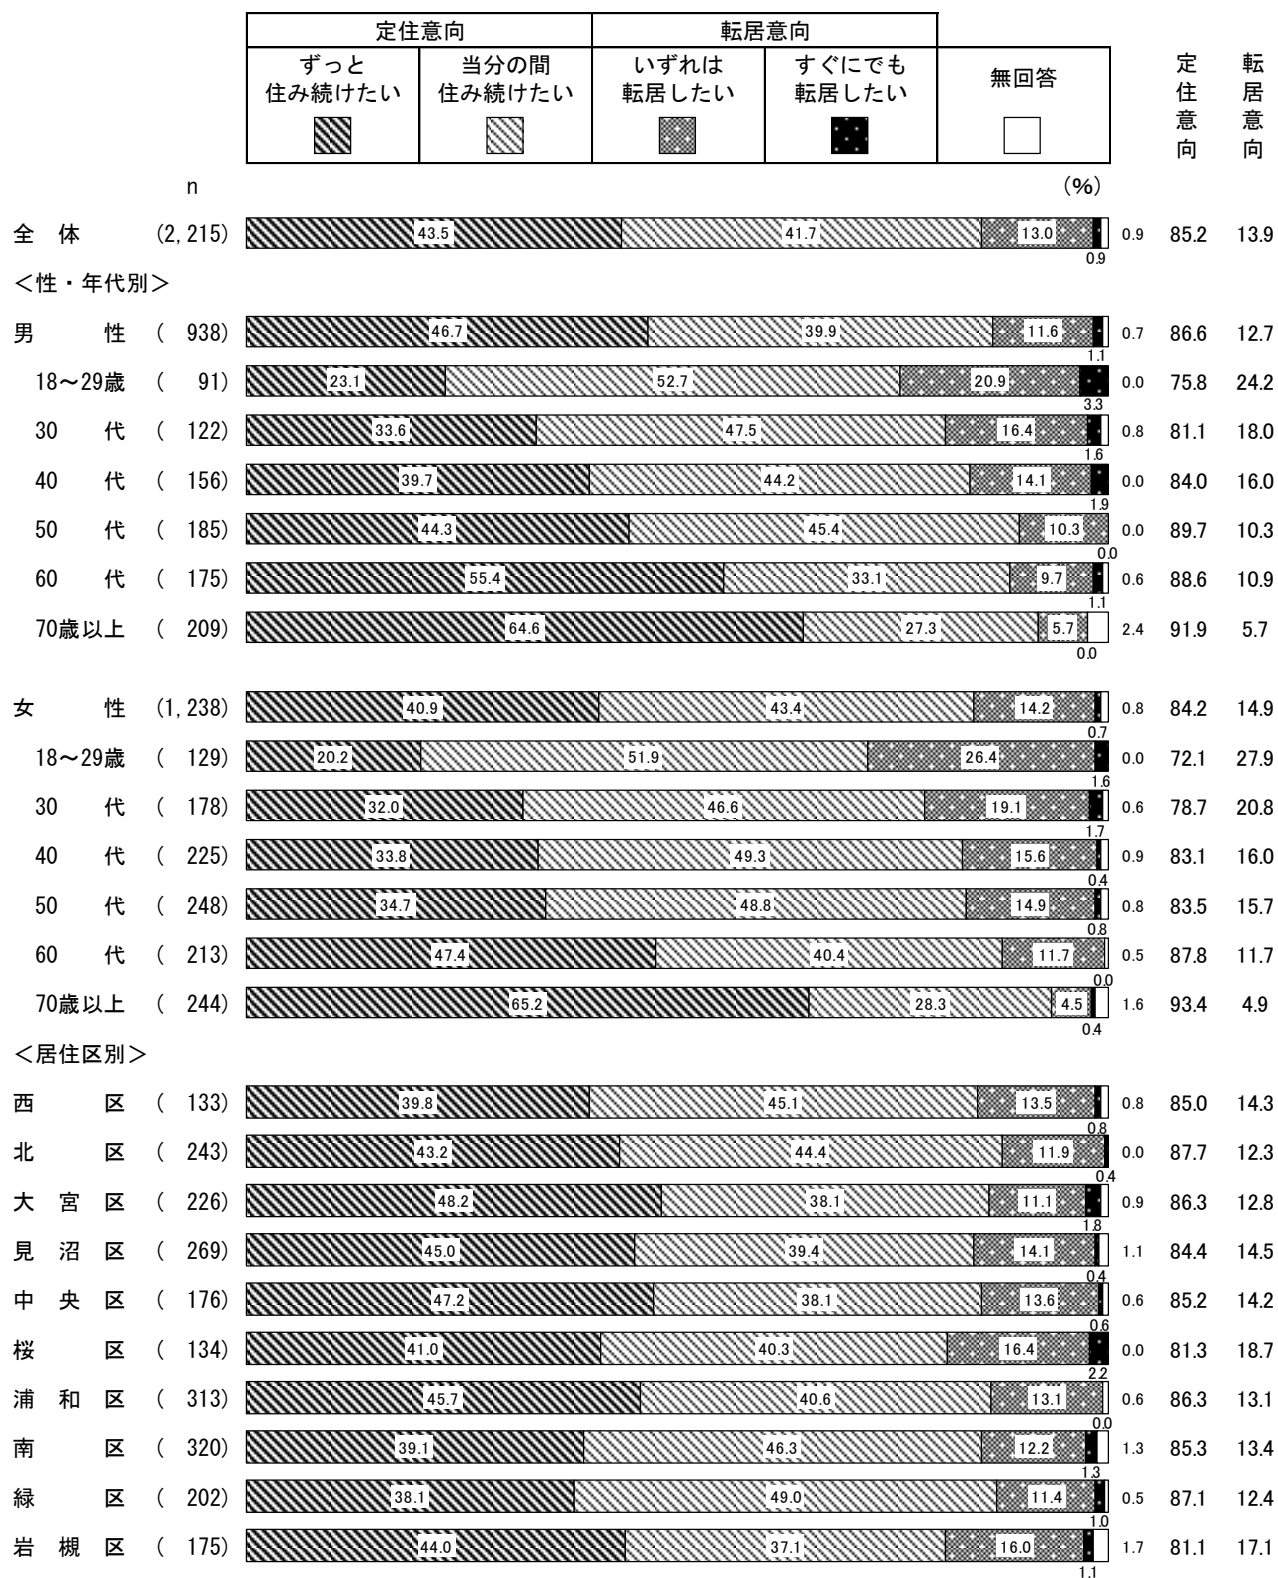 定住意向 転居意向
ずっと 当分の間 いずれは すぐにでも 無回答 定 転
住み続けたい 住み続けたい 転居したい 転居したい 住 居
意 意
向 向
n (%)
全 体 (2,215) 43.5 41.7 13.0 0.9 85.2 13.9
0.9
＜性・年代別＞
男 性 ( 938) 46.7 39.9 11.6 0.7 86.6 12.7
1.1
18～29歳 ( 91) 23.1 52.7 20.9 0.0 75.8 24.2
3.3
30 代 ( 122) 33.6 47.5 16.4 0.8 81.1 18.0
1.6
40 代 ( 156) 39.7 44.2 14.1 0.0 84.0 16.0
1.9
50 代 ( 185) 44.3 45.4 10.3 0.0 89.7 10.3
0.0
60 代 ( 175) 55.4 33.1 9.7 0.6 88.6 10.9
1.1
70歳以上 ( 209) 64.6 27.3 5.7 2.4 91.9 5.7
0.0
女 性 (1,238) 40.9 43.4 14.2 0.8 84.2 14.9
0.7
18～29歳 ( 129) 20.2 51.9 26.4 0.0 72.1 27.9
1.6
30 代 ( 178) 32.0 46.6 19.1 0.6 78.7 20.8
1.7
40 代 ( 225) 33.8 49.3 15.6 0.9 83.1 16.0
0.4
50 代 ( 248) 34.7 48.8 14.9 0.8 83.5 15.7
0.8
60 代 ( 213) 47.4 40.4 11.7 0.5 87.8 11.7
0.0
70歳以上 ( 244) 65.2 28.3 4.5 1.6 93.4 4.9
0.4
＜居住区別＞
西 区 ( 133) 39.8 45.1 13.5 0.8 85.0 14.3
0.8
北 区 ( 243) 43.2 44.4 11.9 0.0 87.7 12.3
0.4
大 宮 区 ( 226) 48.2 38.1 11.1 0.9 86.3 12.8
1.8
見 沼 区 ( 269) 45.0 39.4 14.1 1.1 84.4 14.5
0.4
中 央 区 ( 176) 47.2 38.1 13.6 0.6 85.2 14.2
0.6
桜 区 ( 134) 41.0 40.3 16.4 0.0 81.3 18.7
2.2
浦 和 区 ( 313) 45.7 40.6 13.1 0.6 86.3 13.1
0.0
南 区 ( 320) 39.1 46.3 12.2 1.3 85.3 13.4
1.3
緑 区 ( 202) 38.1 49.0 11.4 0.5 87.1 12.4
1.0
岩 槻 区 ( 175) 44.0 37.1 16.0 1.7 81.1 17.1
1.1